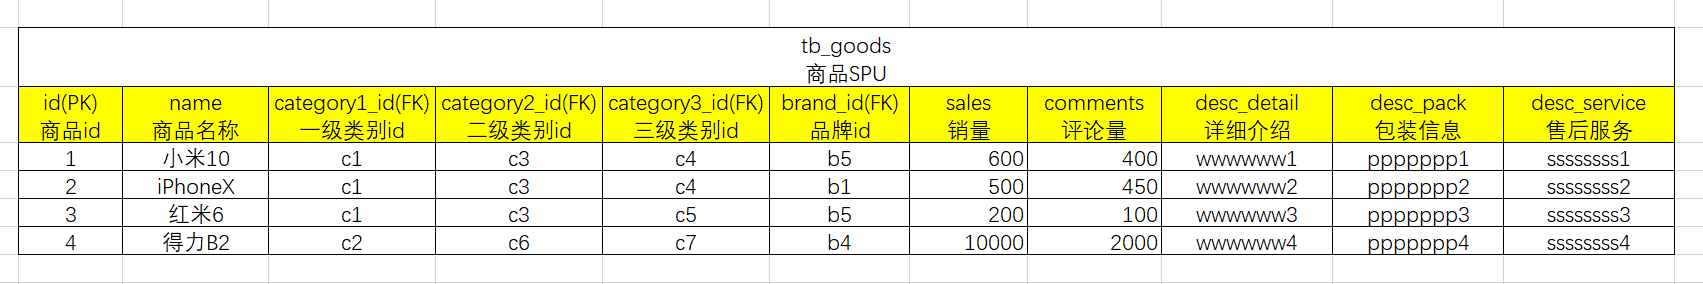 tb_goods
商品SPU
id(PK) name category1_id(FK) category2_id(FK) category3_id(FK) brand_id(FK) sales comments desc_detail desc_pack desc_service
商品id 商品名称 一级类别id 二级类别id 三级类别id 品牌id 销量 评论量 详细介绍 包装信息 售后服务
1 小米10 c1 c3 c4 b5 600 400 wwwwwww1 ppppppp1 ssssssss1
2 iPhoneX c1 c3 c4 b1 500 450 wwwwwww2 ppppppp2 ssssssss2
3 红米6 c1 c3 c5 b5 200 100 wwwwwww3 ppppppp3 ssssssss3
4 得力B2 c2 c6 c7 b4 10000 2000 wwwwwww4 ppppppp4 ssssssss4